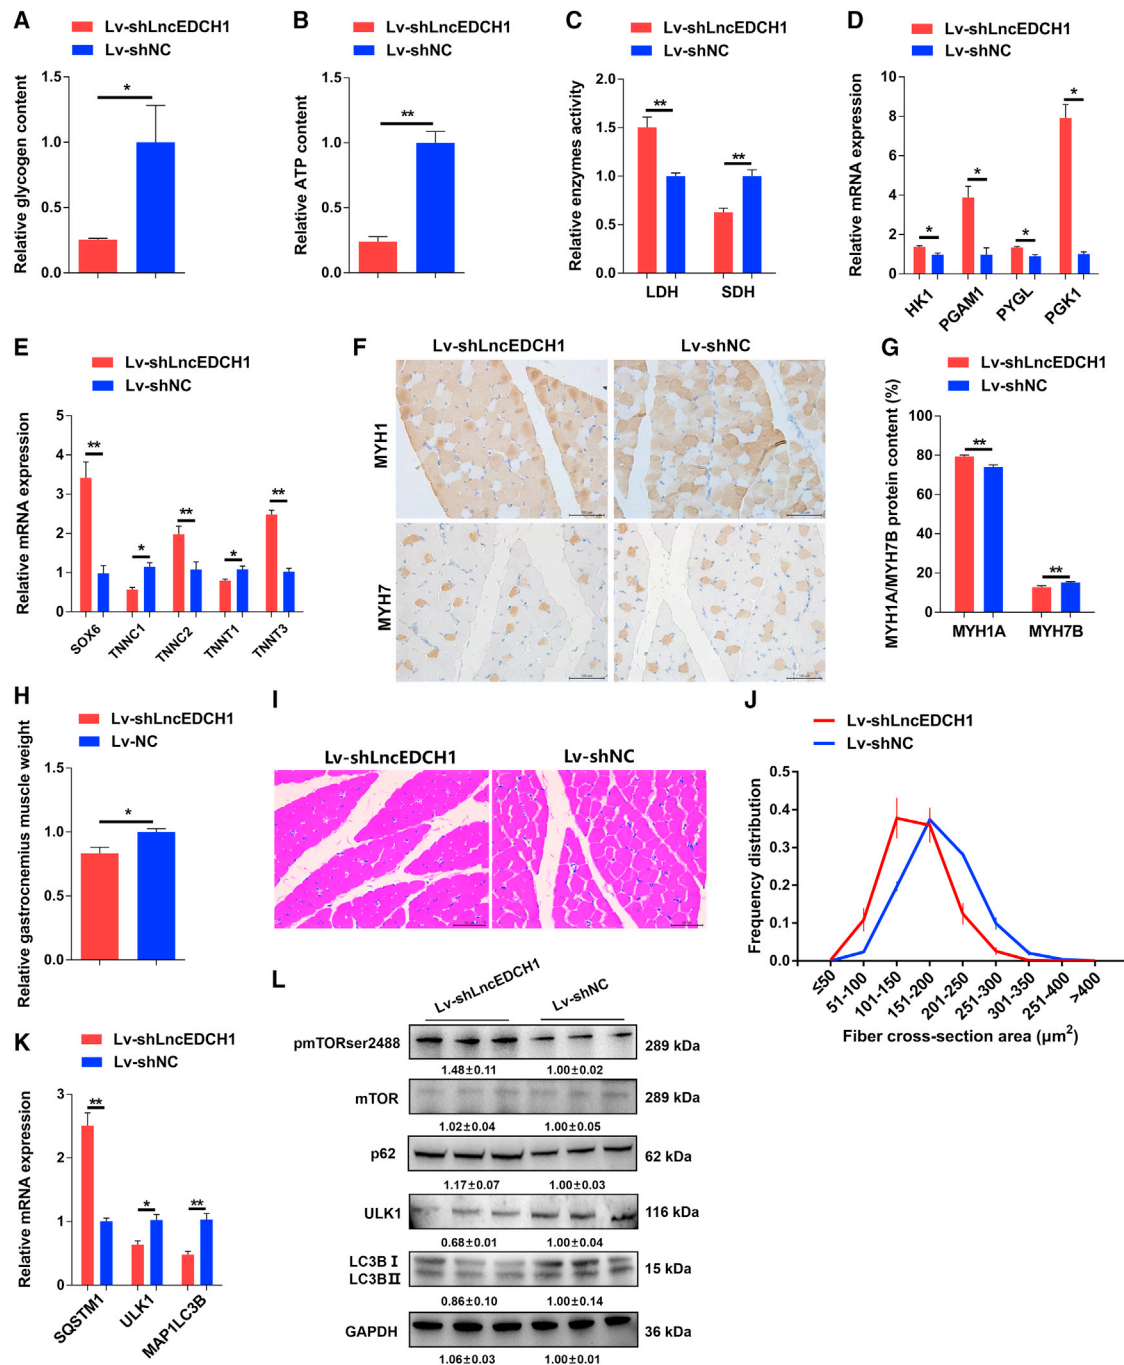 A
Lv-shLncEDCH1
Lv-shNC
Relative glycogen content
1.5
1.0
0.5
0.0
*
B
Lv-shLncEDCH1
Lv-shNC
Relative ATP content
1.5
1.0
0.5
0.0
**
C
Lv-shLncEDCH1
Lv-shNC
Relative enzymes activity
2.0
1.5
1.0
0.5
0.0
**
**
LDH
SDH
D
Lv-shLncEDCH1
Lv-shNC
Relative mRNA expression
10
8
6
4
2
0
*
*
*
*
HK1
PGAM1
PYGL
PGK1
E
Lv-shLncEDCH1
Lv-shNC
Relative mRNA expression
5
4
3
2
1
0
**
*
**
*
**
SOX6
TNNC1
TNNC2
TNNT1
TNNT3
F
Lv-shLncEDCH1
Lv-shNC
MYH1
MYH7
G
Lv-shLncEDCH1
Lv-shNC
MYH1A/MYH7B protein content (%)
100
80
60
40
20
0
**
**
MYH1A
MYH7B
H
Lv-shLncEDCH1
Lv-NC
Relative gastrocnemius muscle weight
1.5
1.0
0.5
0.0
*
I
Lv-shLncEDCH1
Lv-shNC
J
Lv-shLncEDCH1
Lv-shNC
Frequency distribution
0.5
0.4
0.3
0.2
0.1
0.0
≤50
51-100
101-150
151-200
201-250
251-300
301-350
251-400
>400
Fiber cross-section area (μm²)
K
Lv-shLncEDCH1
Lv-shNC
Relative mRNA expression
3
2
1
0
**
*
**
SQSTM1
ULK1
MAP1LC3B
L
Lv-shLncEDCH1
Lv-shNC
pmTORser2488
289 kDa
1.48±0.11
1.00±0.02
mTOR
289 kDa
1.02±0.04
1.00±0.05
p62
62 kDa
1.17±0.07
1.00±0.03
ULK1
116 kDa
0.68±0.01
1.00±0.04
LC3B I
LC3B II
15 kDa
0.86±0.10
1.00±0.14
GAPDH
36 kDa
1.06±0.03
1.00±0.01